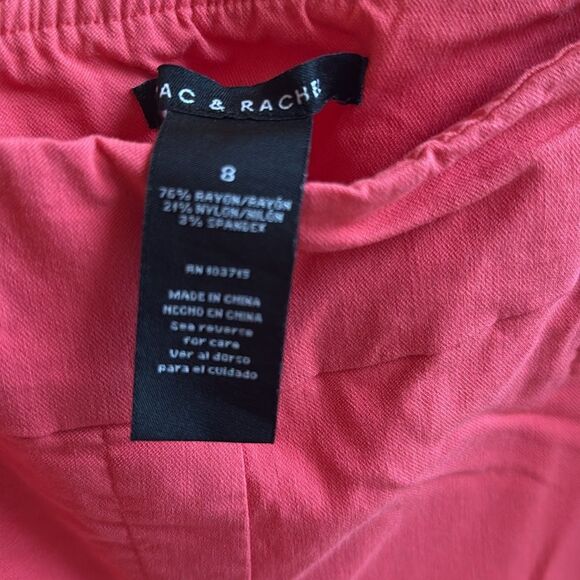 & RACHE
8
76% RAYON/RAYÓN
21% NYLON/NILÓN
3% SPANDEX
RN 103715
MADE IN CHINA
HECHO EN CHINA
See reverse
for care
Ver al dorso
para el cuidado